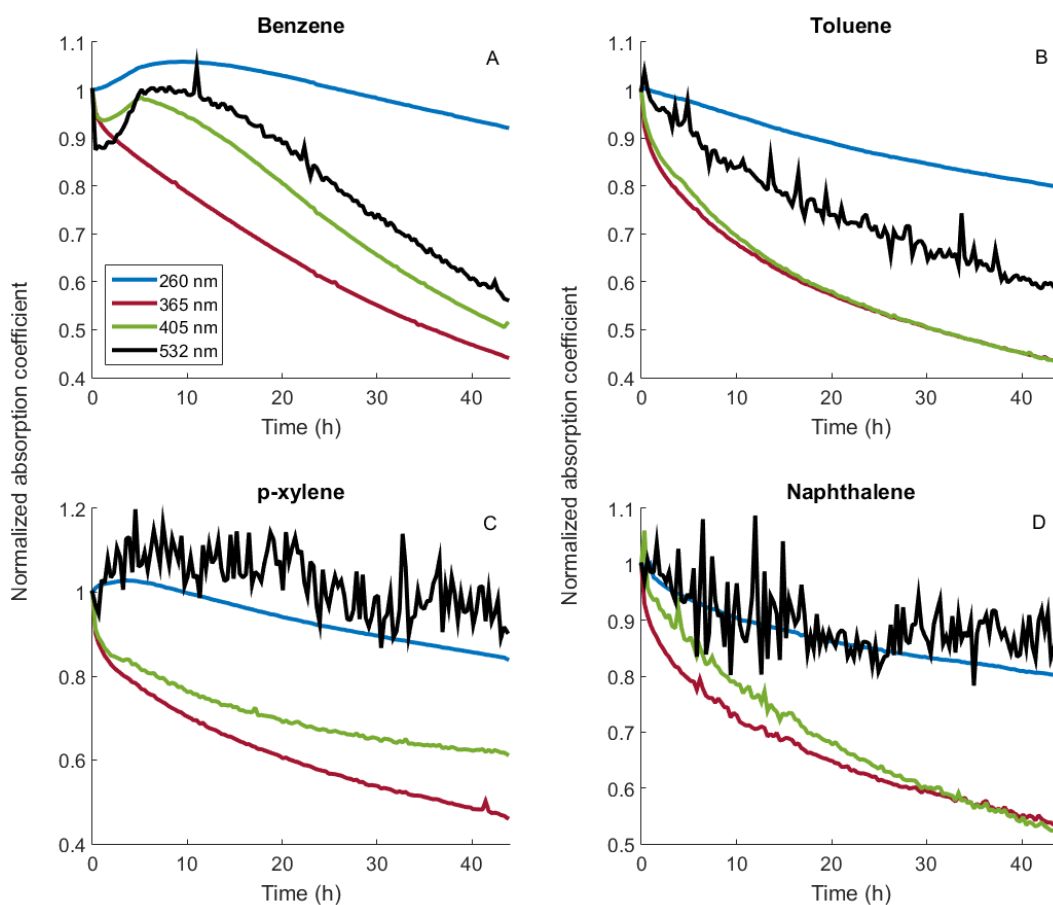 Benzene
A
1.1
1
0.9
0.8
0.7
0.6
0.5
0.4
Normalized absorption coefficient
260 nm
365 nm
405 nm
532 nm
0 10 20 30 40
Time (h)
Toluene
B
1.1
1
0.9
0.8
0.7
0.6
0.5
0.4
Normalized absorption coefficient
0 10 20 30 40
Time (h)
p-xylene
C
1.2
1
0.8
0.6
0.4
0 10 20 30 40
Time (h)
Naphthalene
D
1.1
1
0.9
0.8
0.7
0.6
0.5
0 10 20 30 40
Time (h)